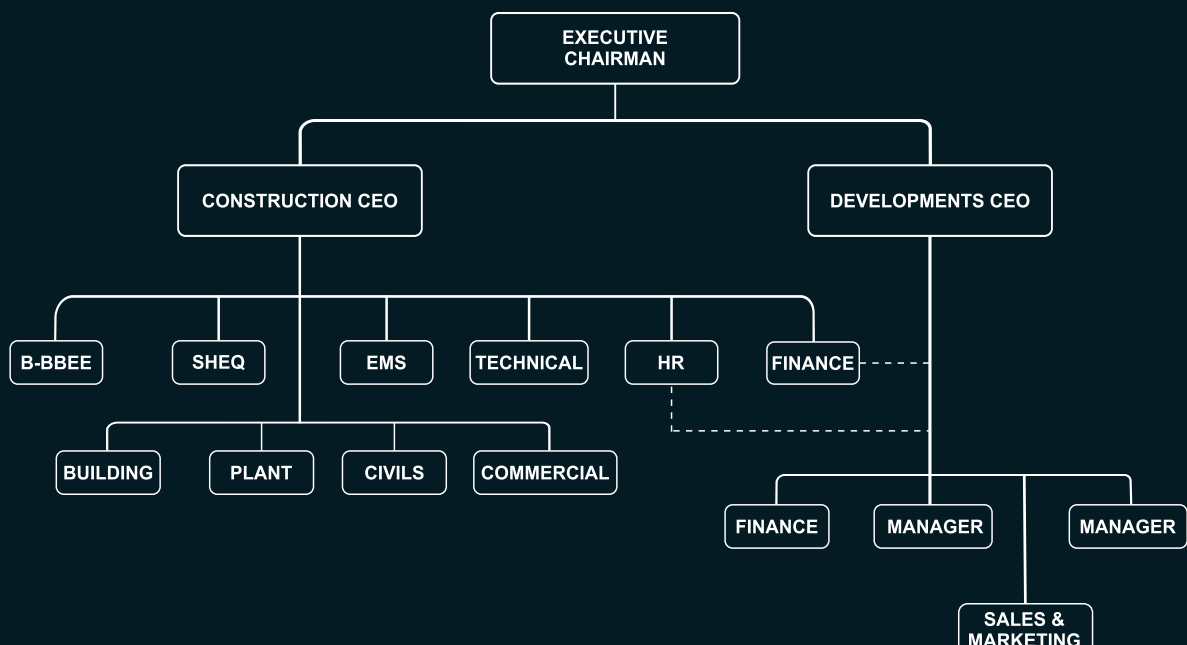 EXECUTIVE
CHAIRMAN
CONSTRUCTION CEO
DEVELOPMENTS CEO
B-BBEE
SHEQ
EMS
TECHNICAL
HR
FINANCE
BUILDING
PLANT
CIVILS
COMMERCIAL
FINANCE
MANAGER
MANAGER
SALES &
MARKETING